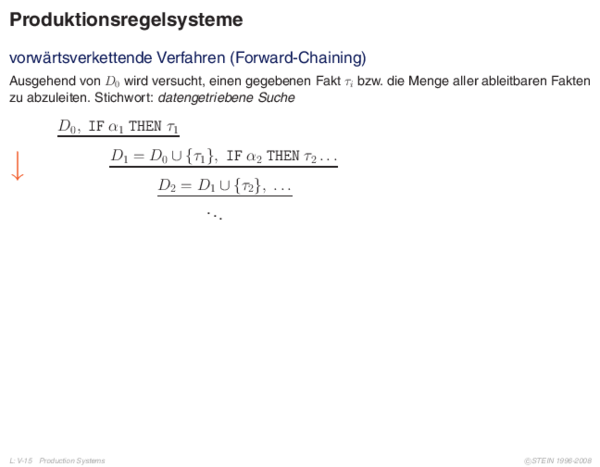 Produktionsregelsysteme
vorwärtsverkettende Verfahren (Forward-Chaining)
Ausgehend von D₀ wird versucht, einen gegebenen Fakt τᵢ bzw. die Menge aller ableitbaren Fakten
zu abzuleiten. Stichwort: datengetriebene Suche
D₀, IF α₁ THEN τ₁
D₁ = D₀ ∪ {τ₁}, IF α₂ THEN τ₂ …
D₂ = D₁ ∪ {τ₂}, …
⋱
L: V-15 Production Systems
©STEIN 1996-2008